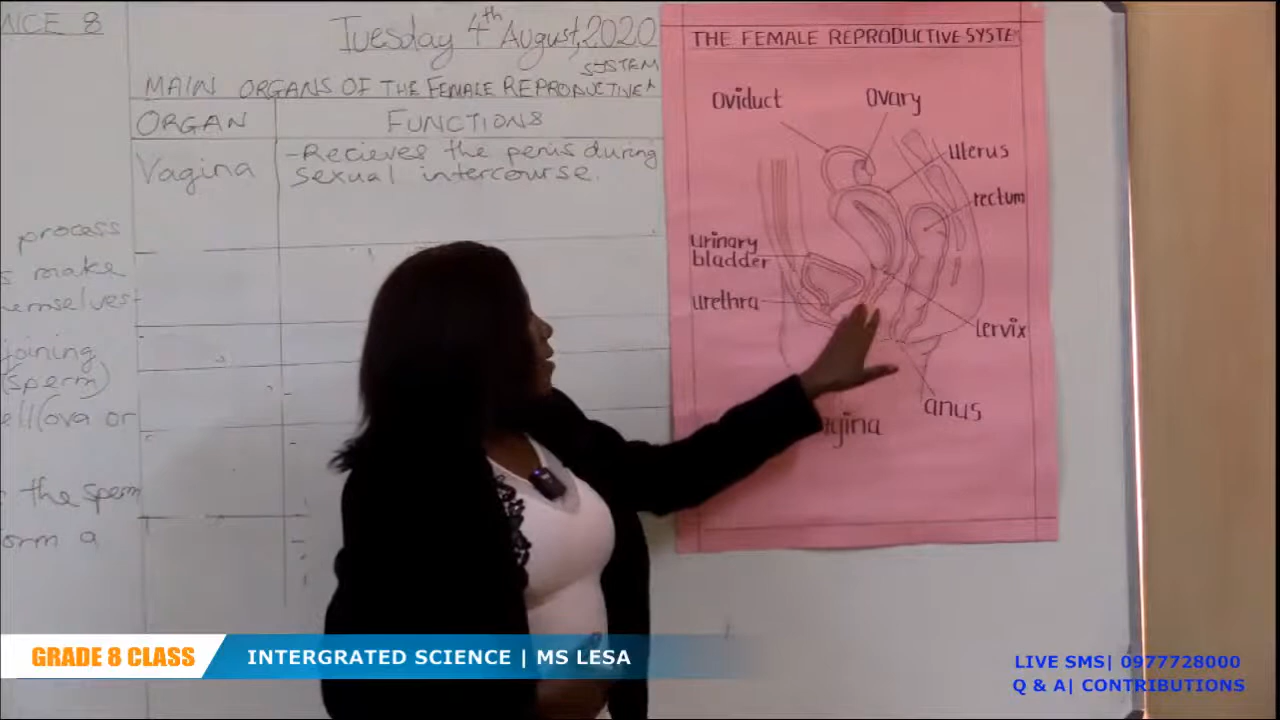 NCE 8
process
s make
emselves
joining
(sperm)
ell(ova or
the sperm
orm a
Tuesday 4th August, 2020
MAIN ORGANS OF THE FEMALE REPRODUCTIVE SYSTEM
ORGAN
FUNCTIONS
Vagina
-Recieves the penis during
sexual intercourse.
THE FEMALE REPRODUCTIVE SYSTE
Oviduct
Ovary
Uterus
rectum
urinary
bladder
urethra
Cervix
anus
gina
GRADE 8 CLASS
INTERGRATED SCIENCE | MS LESA
LIVE SMS| 0977728000
Q & A| CONTRIBUTIONS